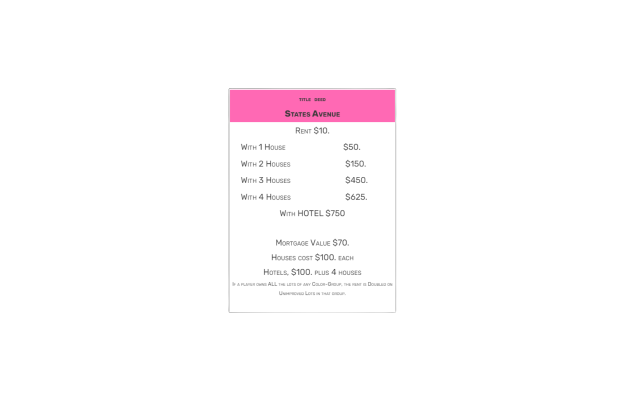 Title Deed
States Avenue
Rent $10.
With 1 House $50.
With 2 Houses $150.
With 3 Houses $450.
With 4 Houses $625.
With HOTEL $750
Mortgage Value $70.
Houses cost $100. each
Hotels, $100. plus 4 houses
If a player owns ALL the lots of any Color-Group, the rent is Doubled on
Unimproved Lots in that group.